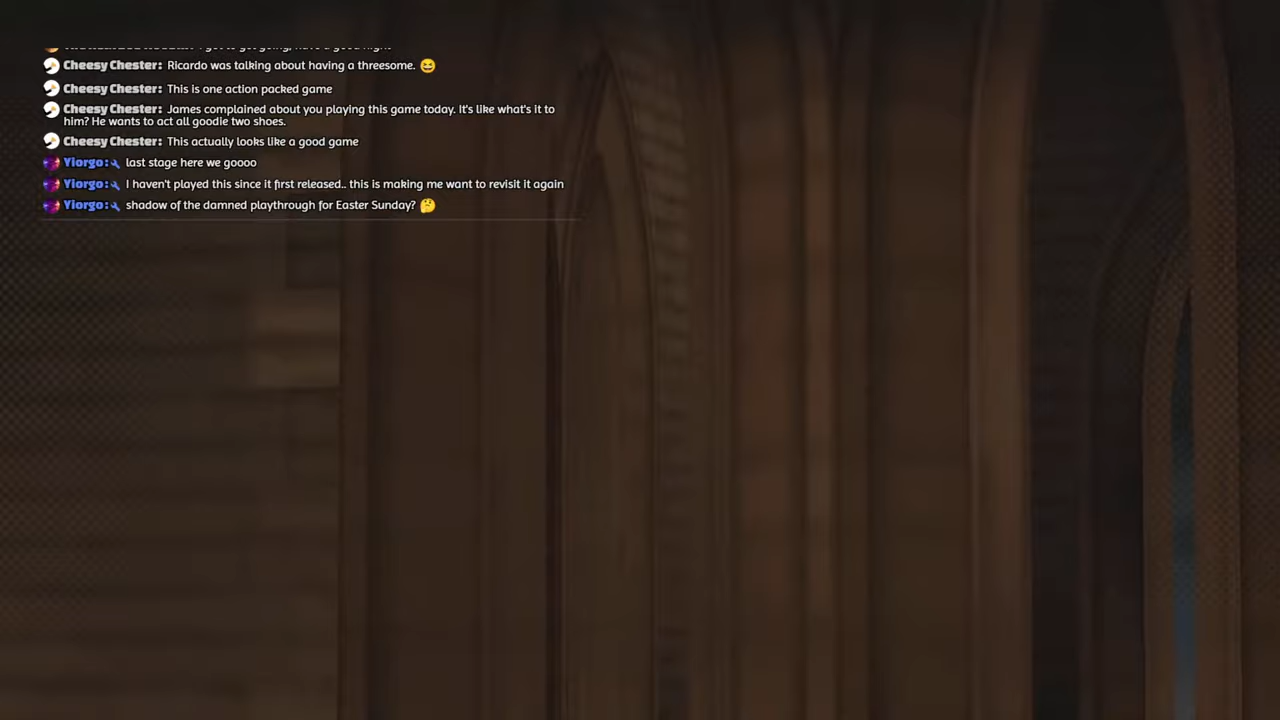 Cheesy Chester: Ricardo was talking about having a threesome. 😆
Cheesy Chester: This is one action packed game
Cheesy Chester: James complained about you playing this game today. It's like what's it to
him? He wants to act all goodie two shoes.
Cheesy Chester: This actually looks like a good game
Yiorgo: last stage here we goooo
Yiorgo: I haven't played this since it first released.. this is making me want to revisit it again
Yiorgo: shadow of the damned playthrough for Easter Sunday? 🤔